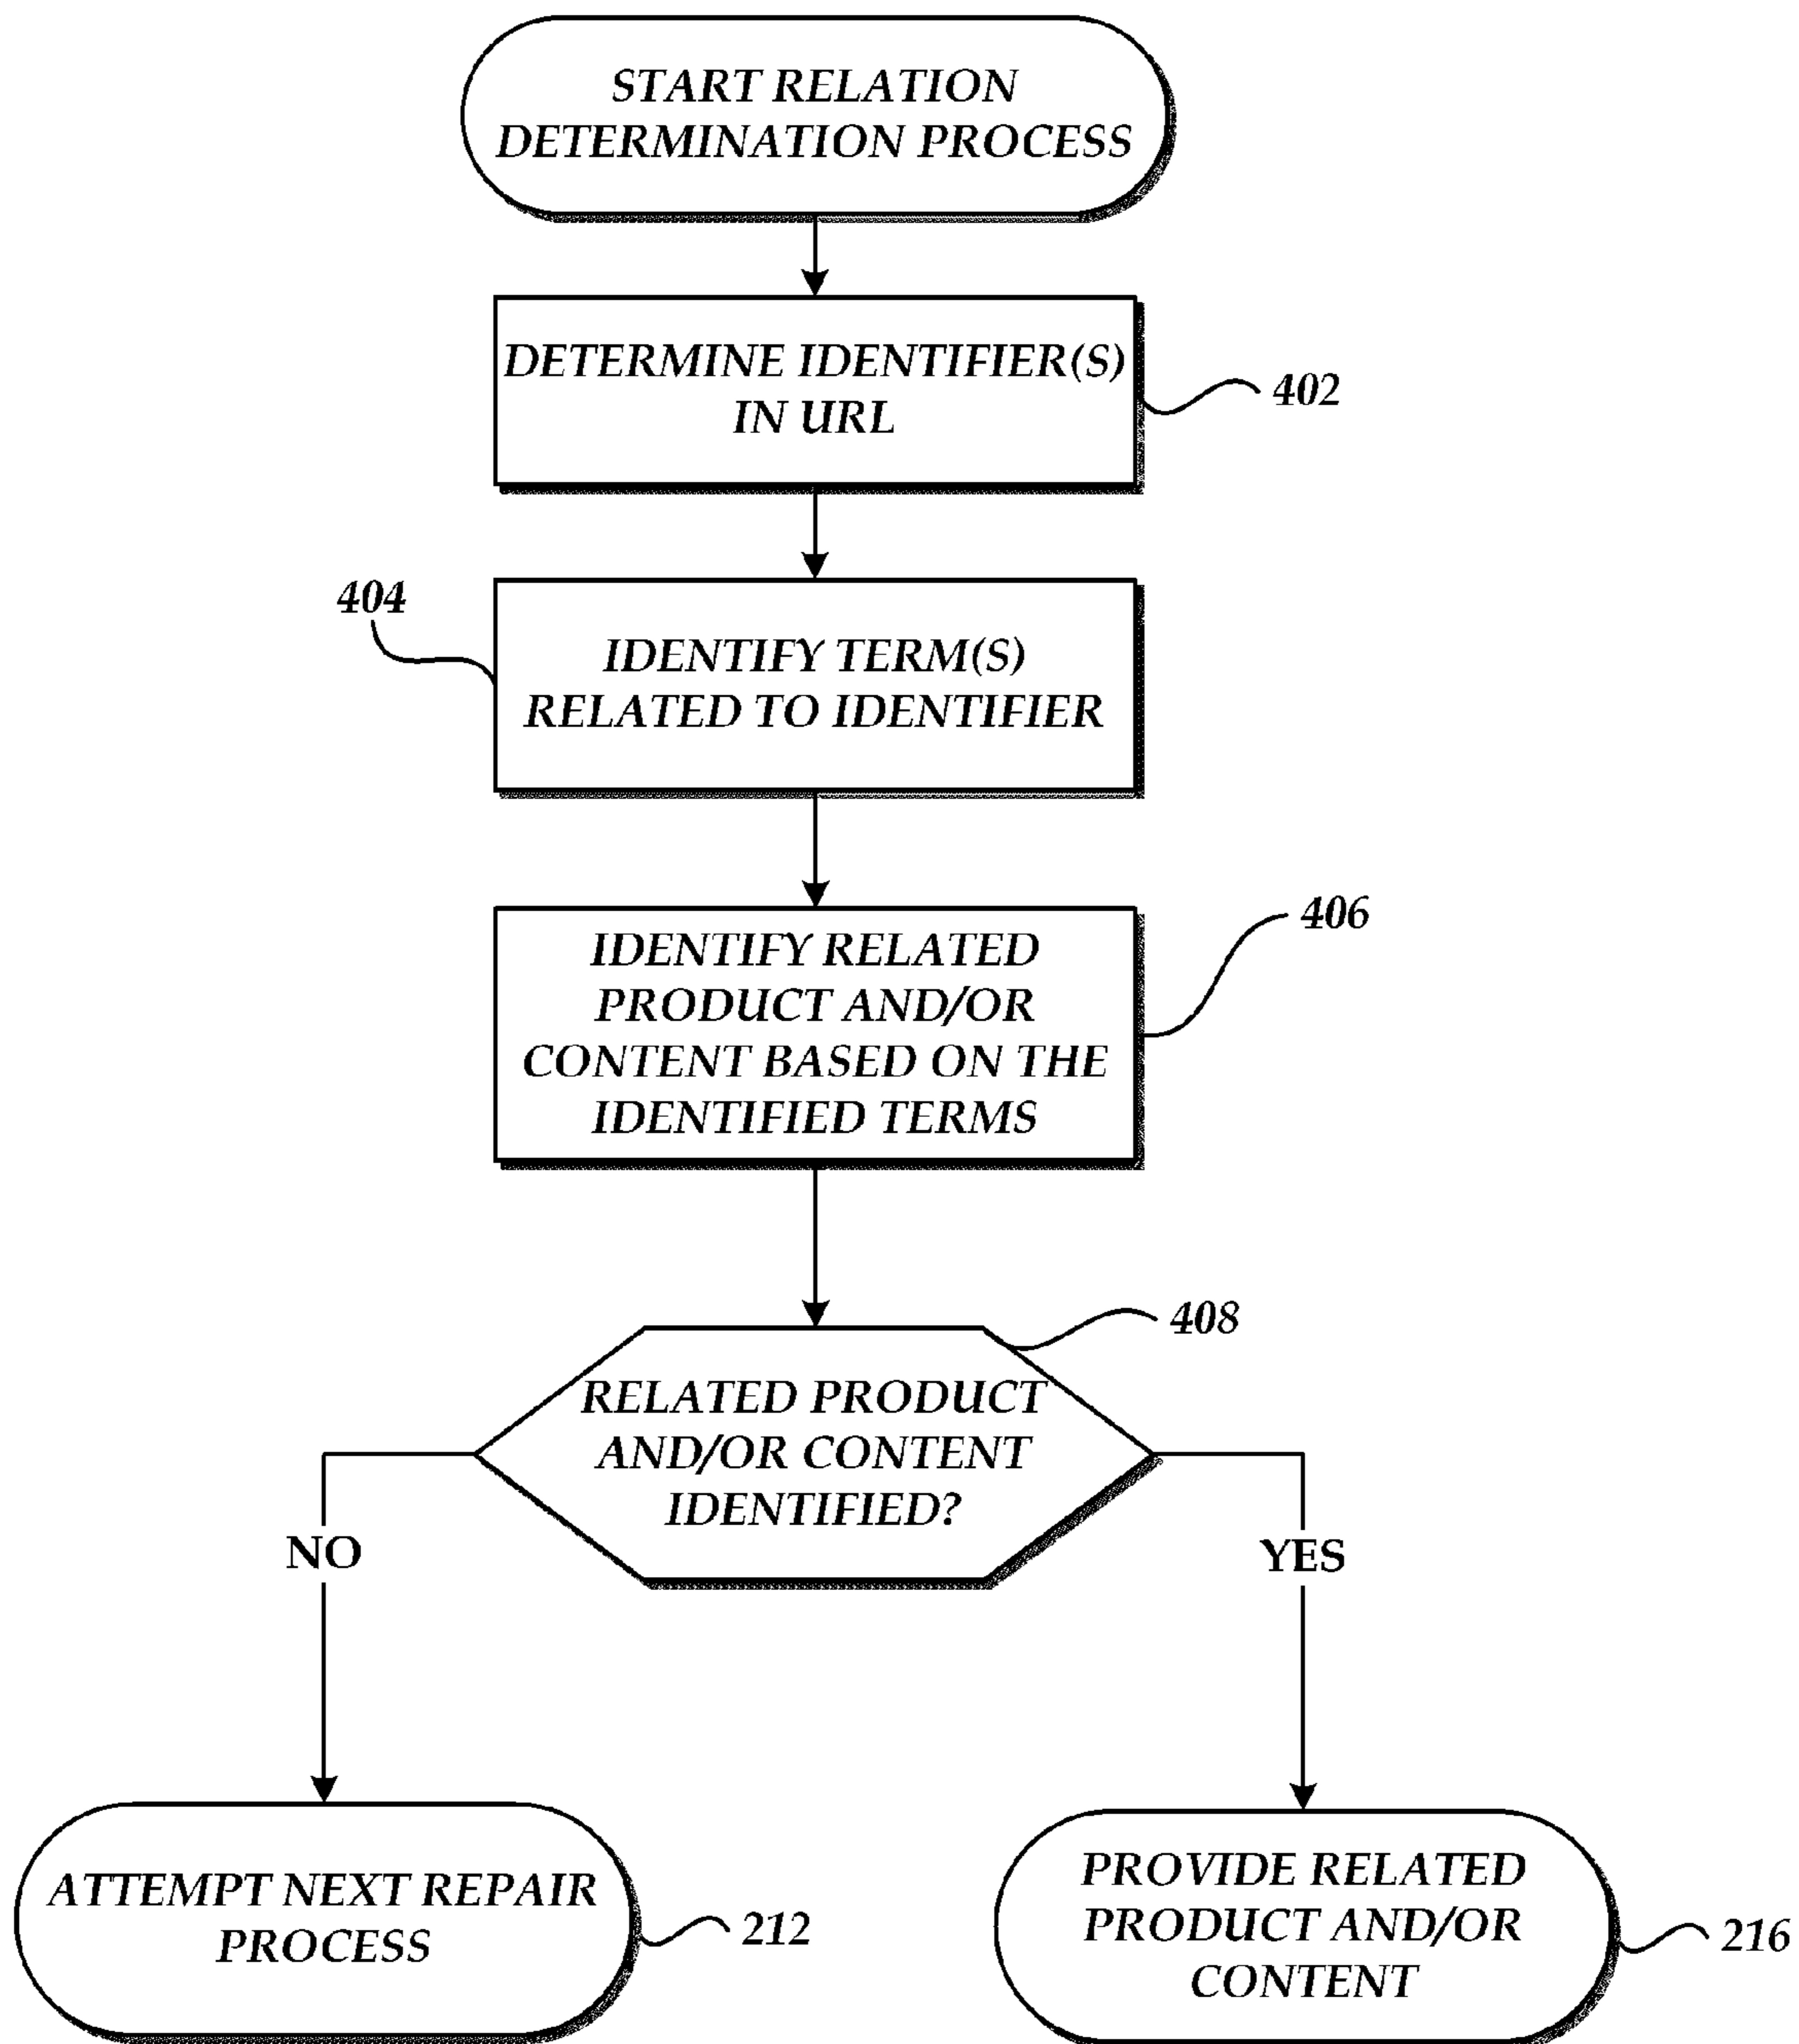 START RELATION
DETERMINATION PROCESS
DETERMINE IDENTIFIER(S)
IN URL
402
404
IDENTIFY TERM(S)
RELATED TO IDENTIFIER
406
IDENTIFY RELATED
PRODUCT AND/OR
CONTENT BASED ON THE
IDENTIFIED TERMS
408
RELATED PRODUCT
AND/OR CONTENT
IDENTIFIED?
NO
YES
ATTEMPT NEXT REPAIR
PROCESS
212
PROVIDE RELATED
PRODUCT AND/OR
CONTENT
216